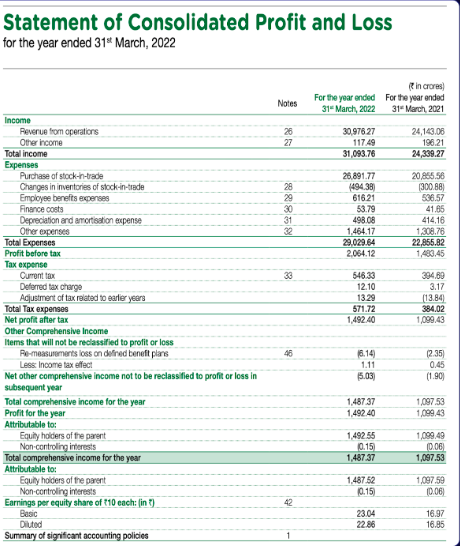 Statement of Consolidated Profit and Loss
for the year ended 31st March, 2022
(₹ in crores)
Notes For the year ended 31st March, 2022 For the year ended 31st March, 2021
Income
Revenue from operations 26 30,976.27 24,143.06
Other income 27 117.49 196.21
Total income 31,093.76 24,339.27
Expenses
Purchase of stock-in-trade 26,891.77 20,855.56
Changes in inventories of stock-in-trade 28 (494.38) (300.88)
Employee benefits expenses 29 616.21 536.57
Finance costs 30 53.79 41.65
Depreciation and amortisation expense 31 498.08 414.16
Other expenses 32 1,464.17 1,308.76
Total Expenses 29,029.64 22,855.82
Profit before tax 2,064.12 1,483.45
Tax expense
Current tax 33 546.33 394.69
Deferred tax charge 12.10 3.17
Adjustment of tax related to earlier years 13.29 (13.84)
Total Tax expenses 571.72 384.02
Net profit after tax 1,492.40 1,099.43
Other Comprehensive Income
Items that will not be reclassified to profit or loss
Re-measurements loss on defined benefit plans 46 (6.14) (2.35)
Less: Income tax effect 1.11 0.45
Net other comprehensive income not to be reclassified to profit or loss in (5.03) (1.90)
subsequent year
Total comprehensive income for the year 1,487.37 1,097.53
Profit for the year 1,492.40 1,099.43
Attributable to:
Equity holders of the parent 1,492.55 1,099.49
Non-controlling interests (0.15) (0.06)
Total comprehensive income for the year 1,487.37 1,097.53
Attributable to:
Equity holders of the parent 1,487.52 1,097.59
Non-controlling interests (0.15) (0.06)
Earnings per equity share of ₹10 each: (in ₹) 42
Basic 23.04 16.97
Diluted 22.86 16.85
Summary of significant accounting policies 1